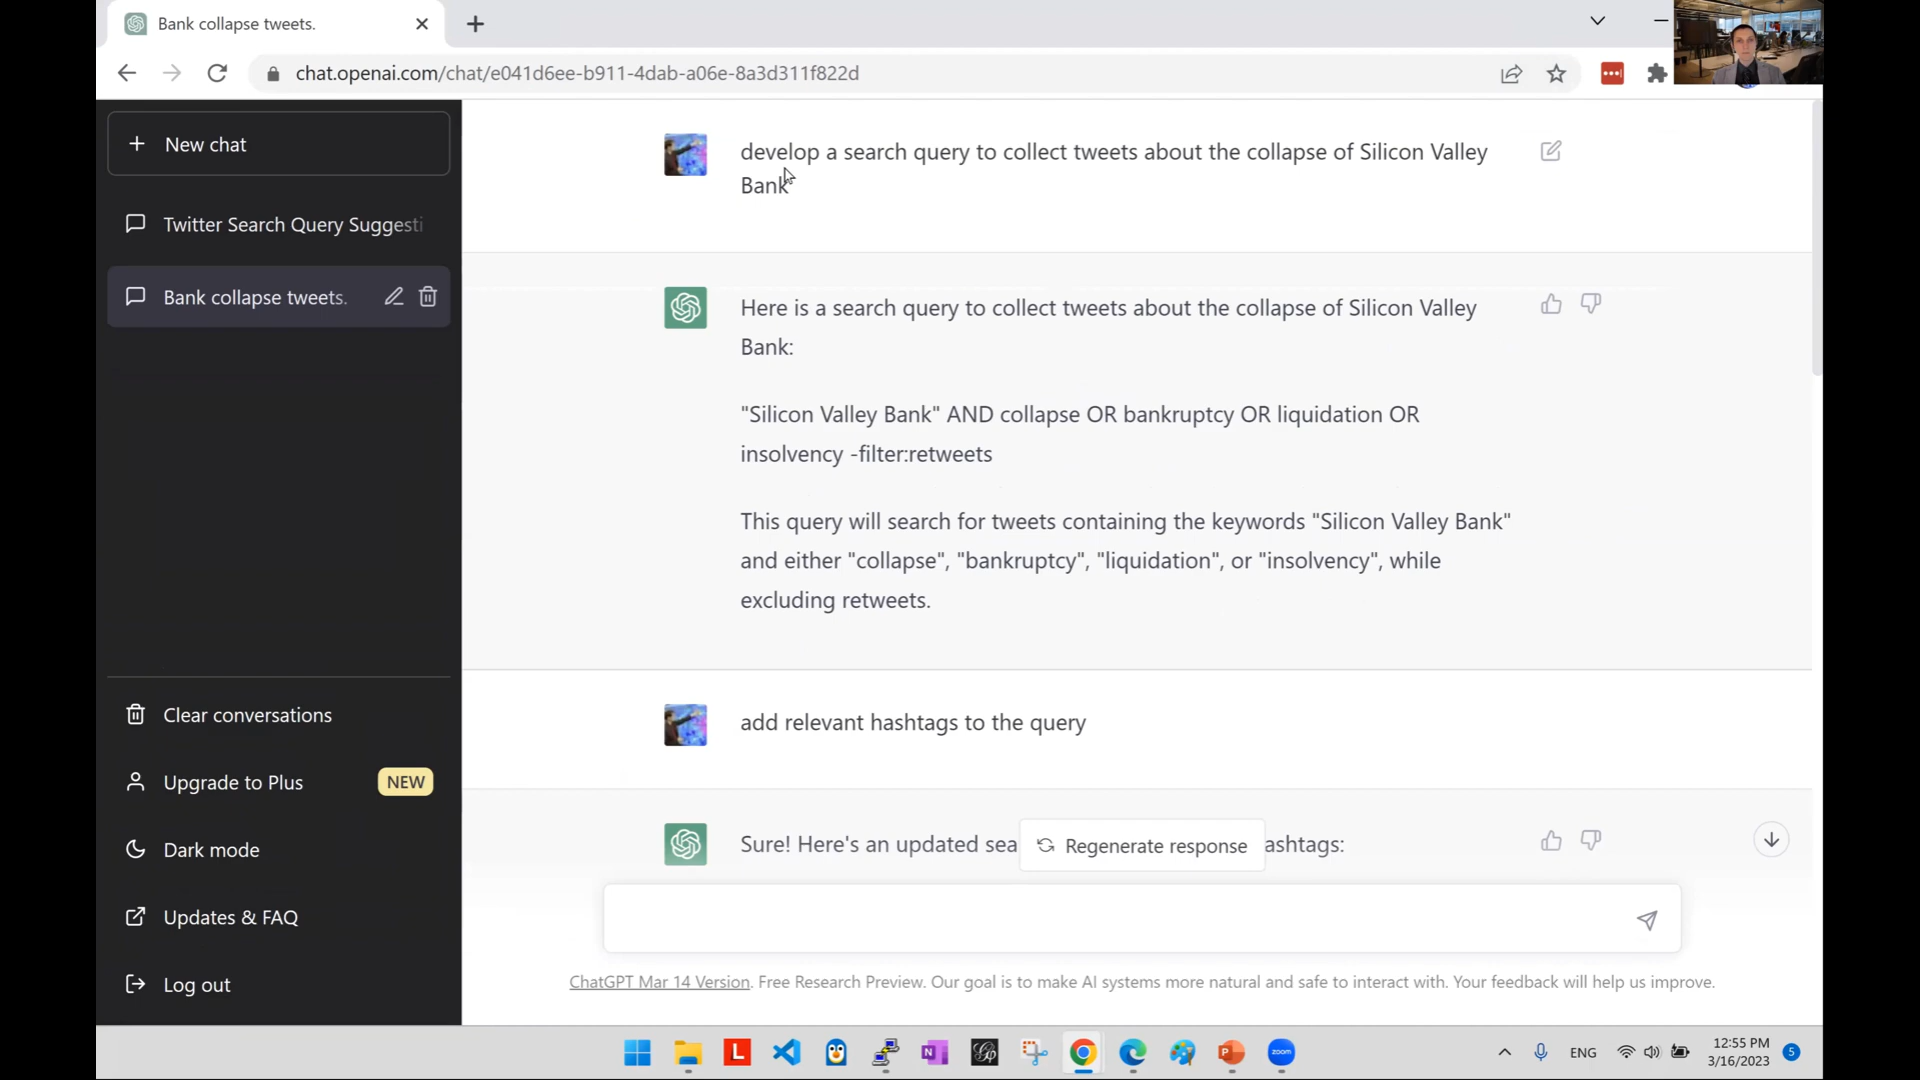 Bank collapse tweets.
chat.openai.com/chat/e041d6ee-b911-4dab-a06e-8a3d311f822d
New chat
Twitter Search Query Suggesti
Bank collapse tweets.
Clear conversations
Upgrade to Plus
NEW
Dark mode
Updates & FAQ
Log out
develop a search query to collect tweets about the collapse of Silicon Valley
Bank
Here is a search query to collect tweets about the collapse of Silicon Valley
Bank:
"Silicon Valley Bank" AND collapse OR bankruptcy OR liquidation OR
insolvency -filter:retweets
This query will search for tweets containing the keywords "Silicon Valley Bank"
and either "collapse", "bankruptcy", "liquidation", or "insolvency", while
excluding retweets.
add relevant hashtags to the query
Sure! Here's an updated sea
ashtags:
Regenerate response
ChatGPT Mar 14 Version. Free Research Preview. Our goal is to make AI systems more natural and safe to interact with. Your feedback will help us improve.
L
zoom
ENG
12:55 PM
3/16/2023
5